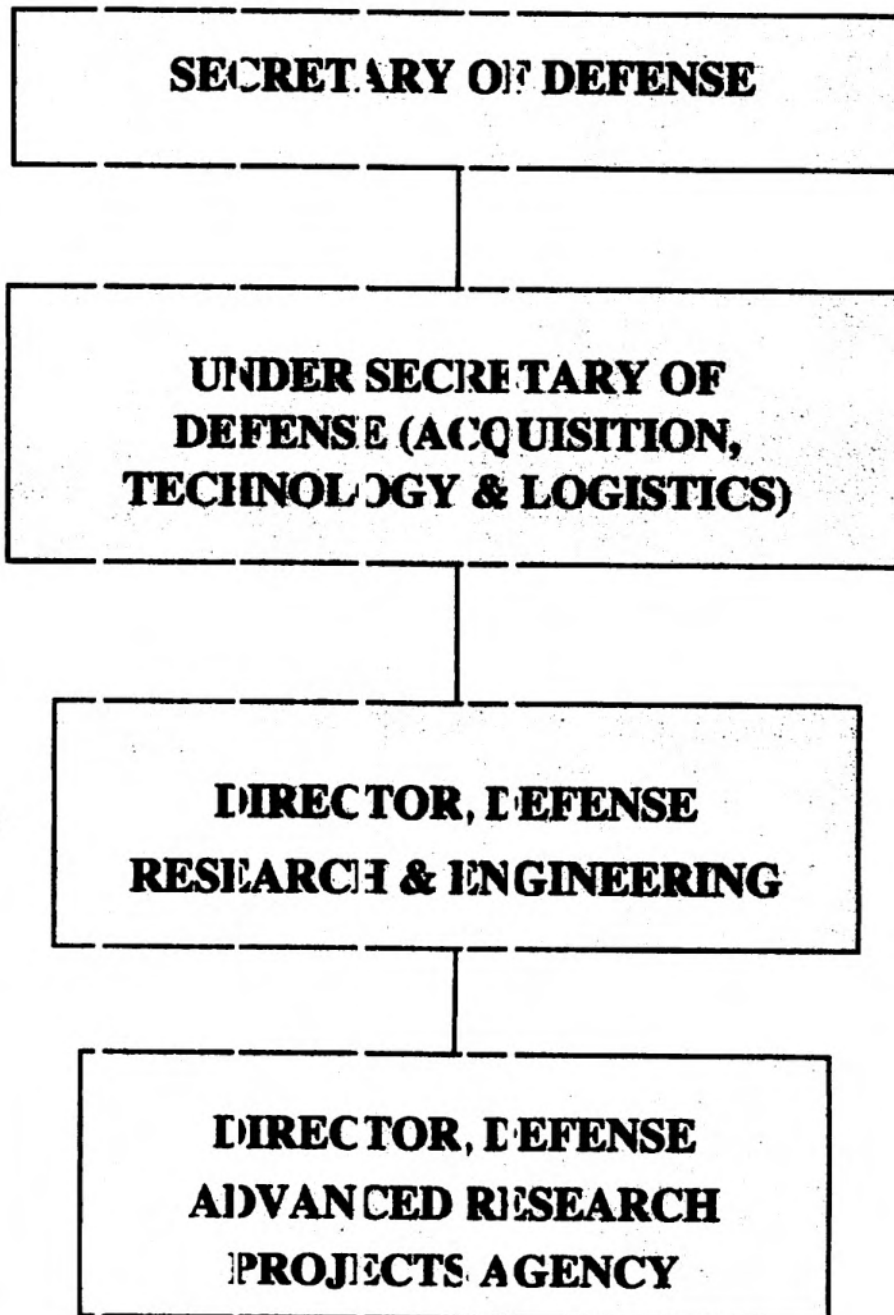 SECRETARY OF DEFENSE
UNDER SECRETARY OF
DEFENSE (ACQUISITION,
TECHNOLOGY & LOGISTICS)
DIRECTOR, DEFENSE
RESEARCH & ENGINEERING
DIRECTOR, DEFENSE
ADVANCED RESEARCH
PROJECTS AGENCY